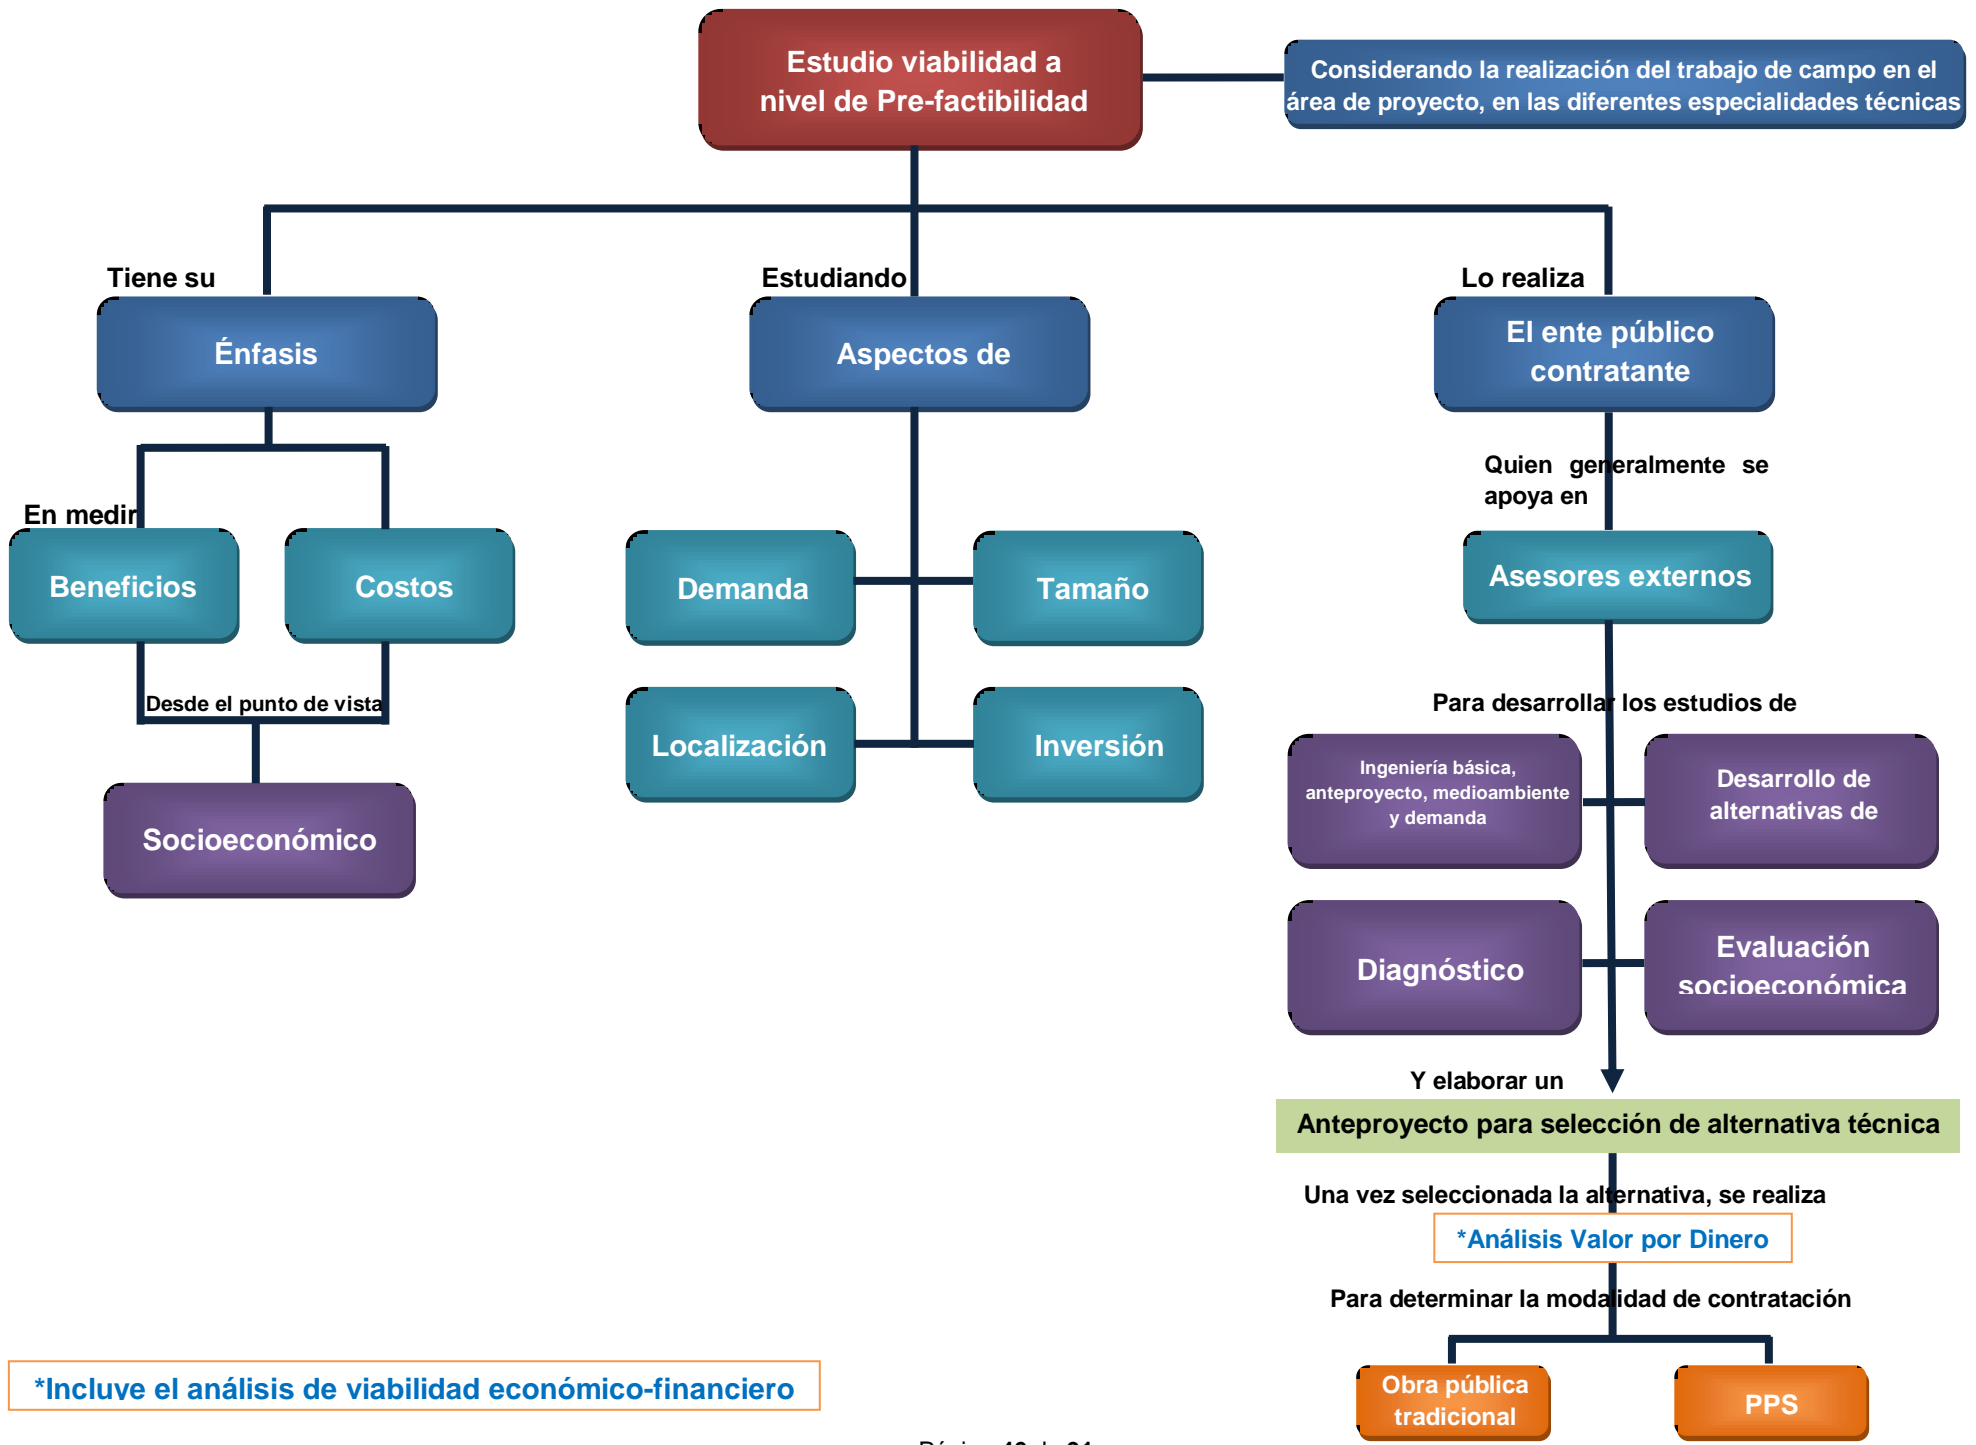 Estudio viabilidad a
nivel de Pre-factibilidad
Considerando la realización del trabajo de campo en el
área de proyecto, en las diferentes especialidades técnicas
Tiene su
Énfasis
En medir
Beneficios
Costos
Desde el punto de vista
Socioeconómico
Estudiando
Aspectos de
Demanda
Tamaño
Localización
Inversión
Lo realiza
El ente público
contratante
Quien generalmente se
apoya en
Asesores externos
Para desarrollar los estudios de
Ingeniería básica,
anteproyecto, medioambiente
y demanda
Desarrollo de
alternativas de
Diagnóstico
Evaluación
socioeconómica
Y elaborar un
Anteproyecto para selección de alternativa técnica
Una vez seleccionada la alternativa, se realiza
*Análisis Valor por Dinero
Para determinar la modalidad de contratación
Obra pública
tradicional
PPS
*Incluye el análisis de viabilidad económico-financiero